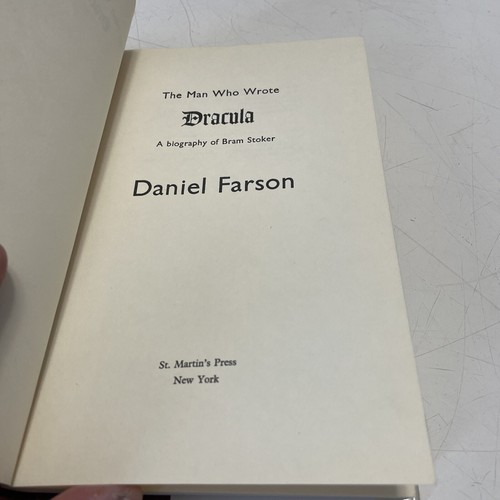 The Man Who Wrote
Dracula
A biography of Bram Stoker
Daniel Farson
St. Martin's Press
New York